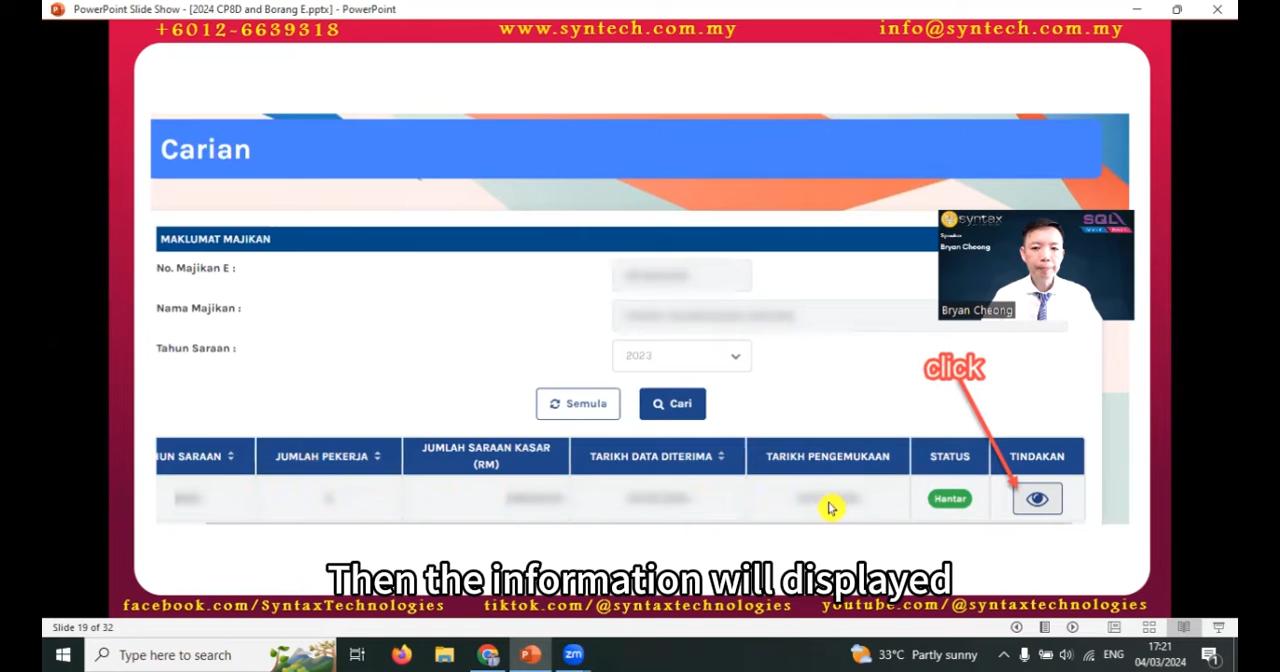 PowerPoint Slide Show - [2024 CP8D and Borang E.pptx] - PowerPoint
+6012-6639318
www.syntech.com.my
info@syntech.com.my
Carian
MAKLUMAT MAJIKAN
No. Majikan E :
Nama Majikan :
Tahun Saraan :
2023
syntax
Speaker
Bryan Cheong
SQL
Bryan Cheong
click
Semula
Cari
UN SARAAN
JUMLAH PEKERJA
JUMLAH SARAAN KASAR
(RM)
TARIKH DATA DITERIMA
TARIKH PENGEMUKAAN
STATUS
TINDAKAN
Hantar
Then the information will displayed
facebook.com/SyntaxTechnologies
tiktok.com/@syntaxtechnologies
youtube.com/@syntaxtechnologies
Slide 19 of 32
Type here to search
zm
33°C Partly sunny
ENG
17:21
04/03/2024